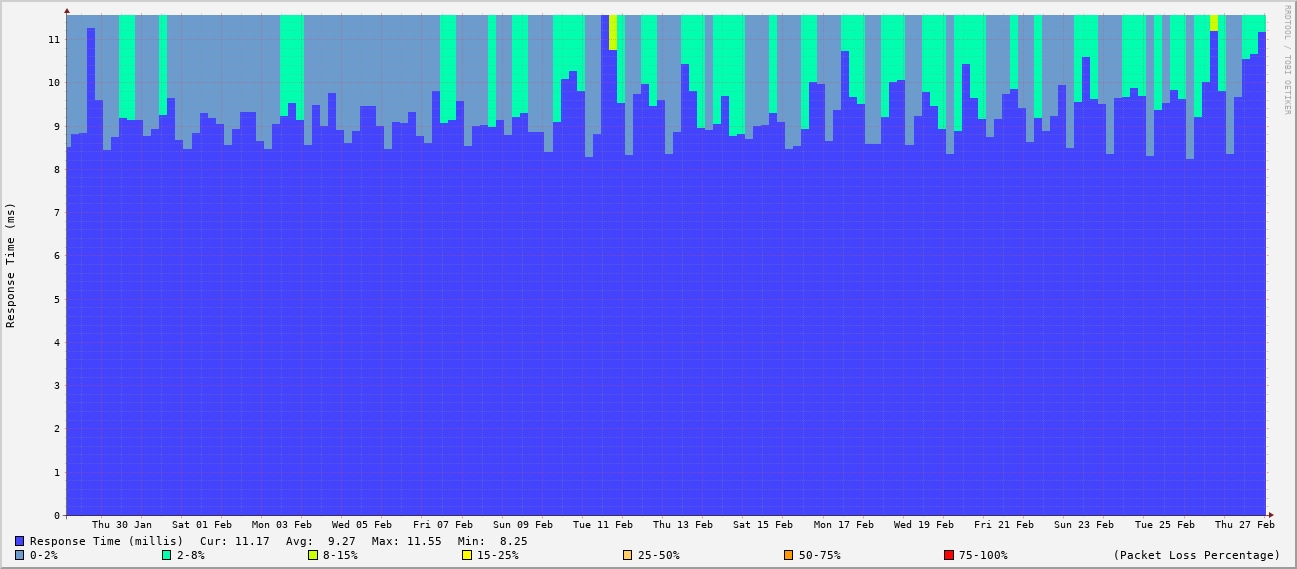 RRDTOOL / TOBI OETIKER
Response Time (ms)
11
10
9
8
7
6
5
4
3
2
1
0
Thu 30 Jan Sat 01 Feb Mon 03 Feb Wed 05 Feb Fri 07 Feb Sun 09 Feb Tue 11 Feb Thu 13 Feb Sat 15 Feb Mon 17 Feb Wed 19 Feb Fri 21 Feb Sun 23 Feb Tue 25 Feb Thu 27 Feb
Response Time (millis) Cur: 11.17 Avg: 9.27 Max: 11.55 Min: 8.25
0-2% 2-8% 8-15% 15-25% 25-50% 50-75% 75-100% (Packet Loss Percentage)